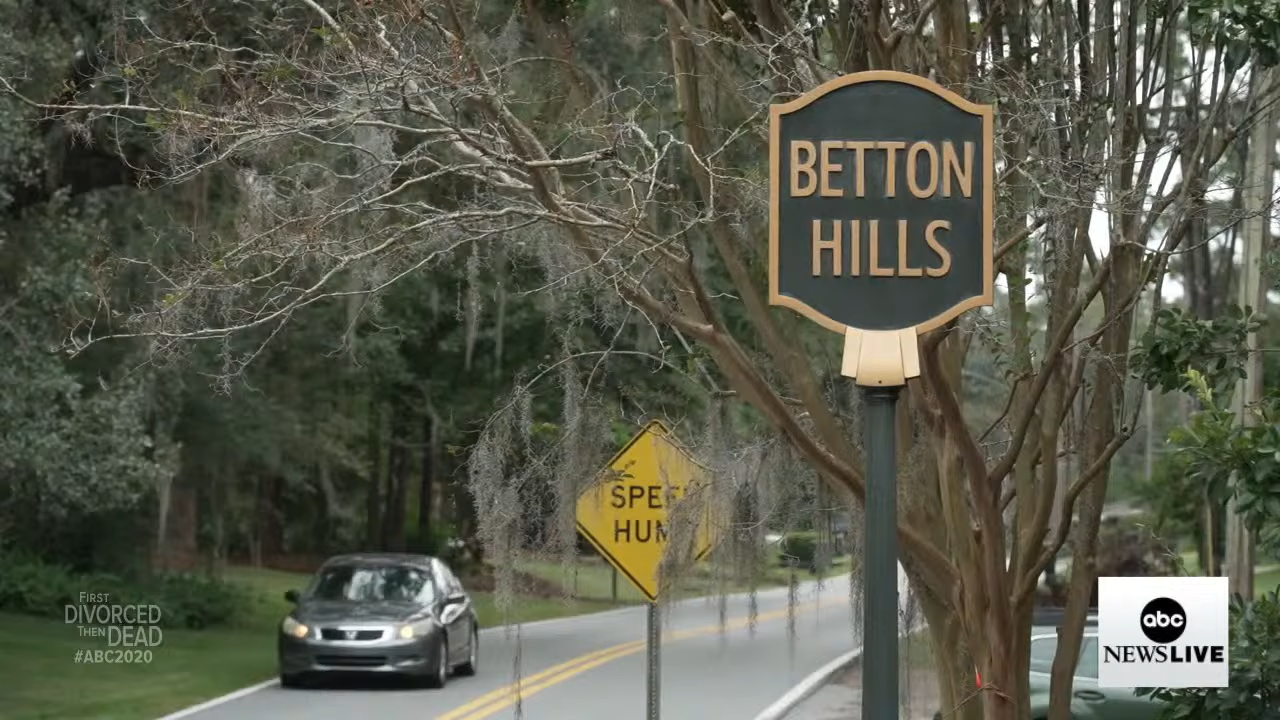 BETTON
HILLS
SPEE
HUM
FIRST
DIVORCED
THEN DEAD
#ABC2020
abc
NEWSLIVE